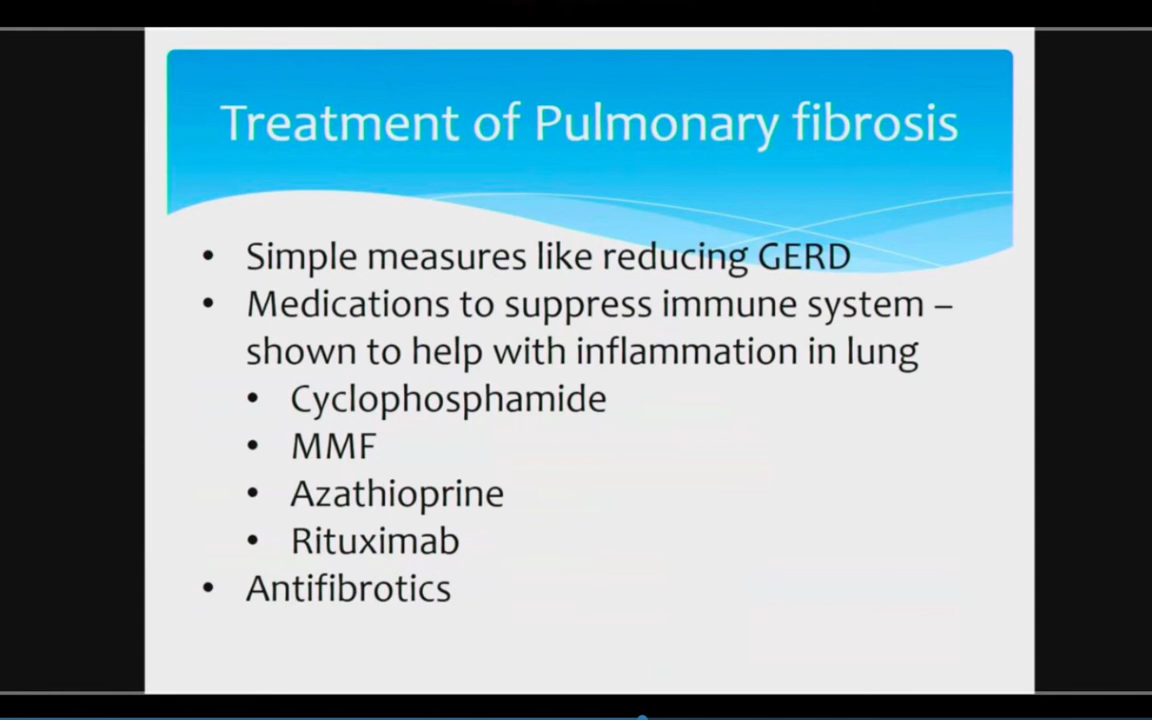 Treatment of Pulmonary fibrosis
• Simple measures like reducing GERD
• Medications to suppress immune system –
shown to help with inflammation in lung
• Cyclophosphamide
• MMF
• Azathioprine
• Rituximab
• Antifibrotics